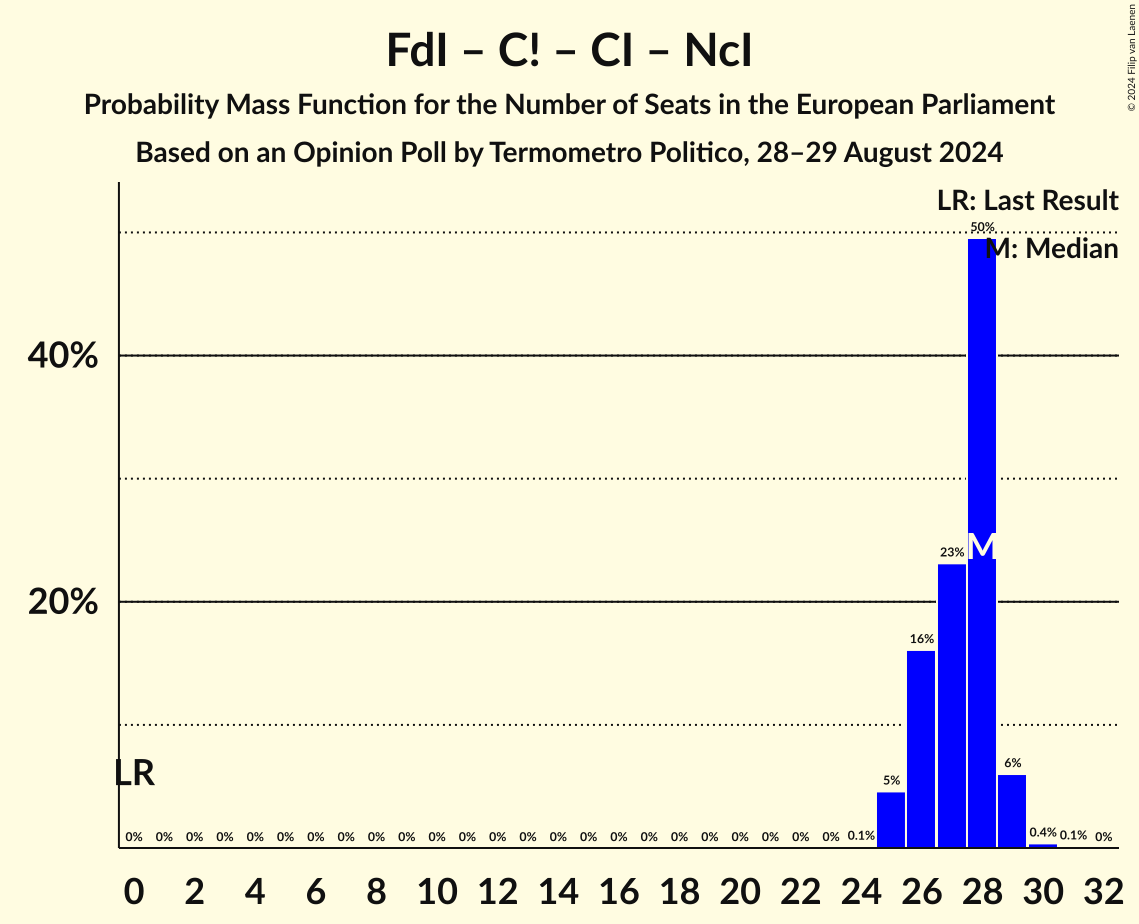 FdI – C! – CI – NcI
Probability Mass Function for the Number of Seats in the European Parliament
Based on an Opinion Poll by Termometro Politico, 28–29 August 2024
© 2024 Filip van Laenen
LR: Last Result
M: Median
50%
40%
M
23%
20%
16%
LR
5%
6%
0% 0% 0% 0% 0% 0% 0% 0% 0% 0% 0% 0% 0% 0% 0% 0% 0% 0% 0% 0% 0% 0% 0% 0% 0.1% 0.4% 0.1% 0%
0 2 4 6 8 10 12 14 16 18 20 22 24 26 28 30 32